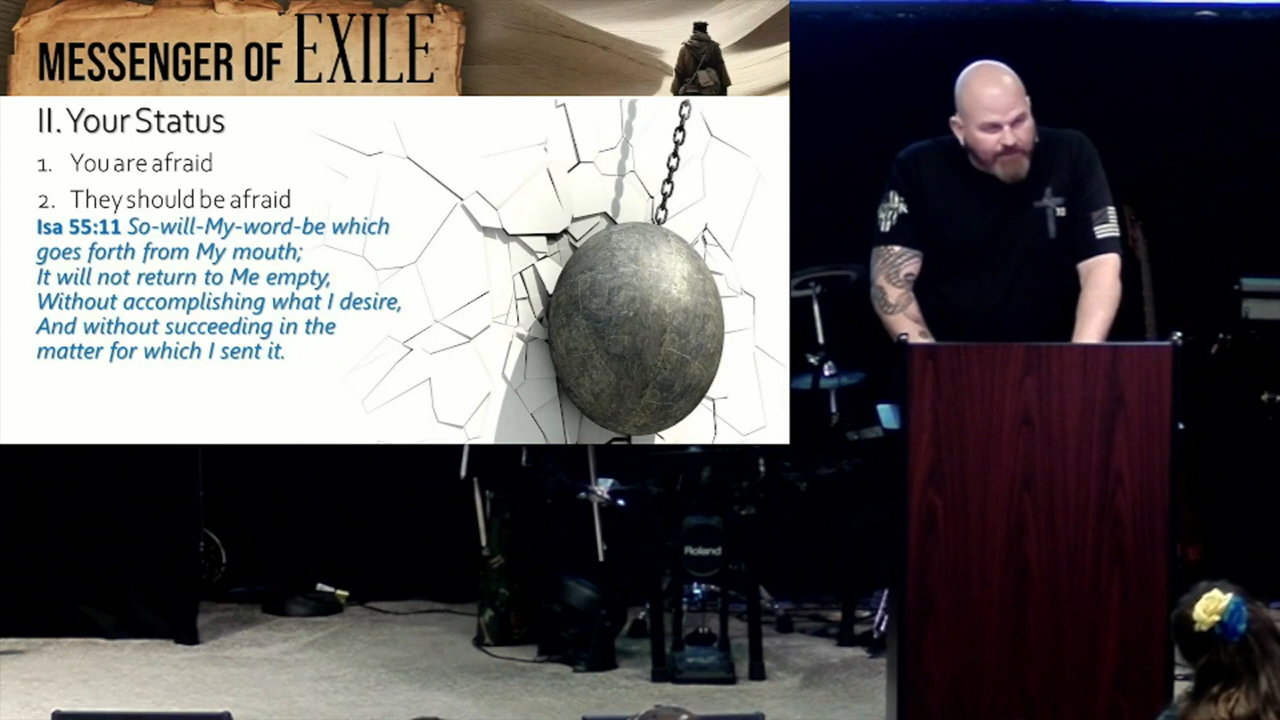 MESSENGER OF EXILE
II. Your Status
1. You are afraid
2. They should be afraid
Isa 55:11 So-will-My-word-be which
goes forth from My mouth;
It will not return to Me empty,
Without accomplishing what I desire,
And without succeeding in the
matter for which I sent it.
Roland